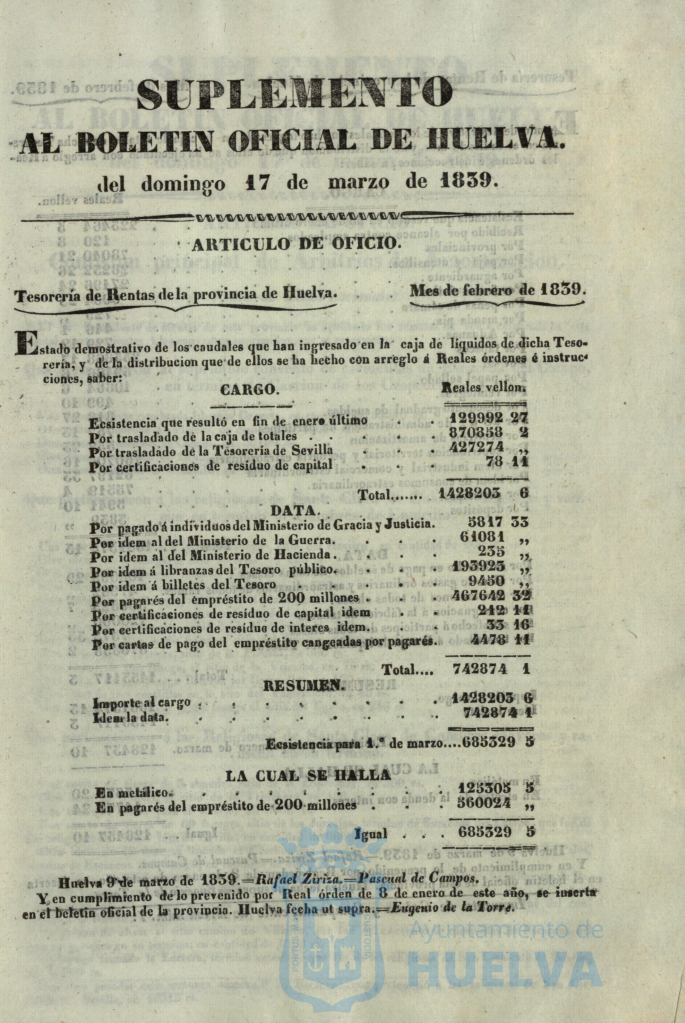 SUPLEMENTO
AL BOLETIN OFICIAL DE HUELVA.
del domingo 17 de marzo de 1839.
ARTICULO DE OFICIO.
Tesorería de Rentas de la provincia de Huelva. Mes de febrero de 1839.
Estado demostrativo de los caudales que han ingresado en la caja de líquidos de dicha Teso-
rería, y de la distribucion que de ellos se ha hecho con arreglo á Reales órdenes é instruc-
ciones, saber:
CARGO. Reales vellon.
Ecsistencia que resultó en fin de enero último . . 129992 27
Por trasladado de la caja de totales . . . . . 870858 2
Por trasladado de la Tesorería de Sevilla . . . 427274 „
Por certificaciones de resíduo de capital . . . 78 11
Total....... 1428203 6
DATA.
Por pagado á individuos del Ministerio de Gracia y Justicia. 5817 33
Por idem al del Ministerio de la Guerra. . . . 61081 „
Por idem al del Ministerio de Hacienda. . . . 235 „
Por idem á libranzas del Tesoro público. . . . 193923 „
Por idem á billetes del Tesoro . . . . . 9450 „
Por pagarés del empréstito de 200 millones . . . 467642 32
Por certificaciones de resíduo de capital idem . . 212 11
Por certificaciones de resíduo de interes idem. . . 33 16
Por cartas de pago del empréstito cangeadas por pagarés. 4478 11
Total.... 742874 1
RESUMEN.
Importe al cargo . . . . . . . 1428203 6
Idem la data. . . . . . . . 742874 1
Ecsistencia para 1.º de marzo....685329 5
LA CUAL SE HALLA
En metálico. . . . . . . . 125305 5
En pagarés del empréstito de 200 millones . . . 560024 „
Igual . . . 685329 5
Huelva 9 de marzo de 1839.=Rafael Ziriza.=Pascual de Campos.
Y en cumplimiento de lo prevenido por Real órden de 8 de enero de este año, se inserta
en el beletin oficial de la provincia. Huelva fecha ut supra.=Eugenio de la Torre.
Ayuntamiento de
HUELVA